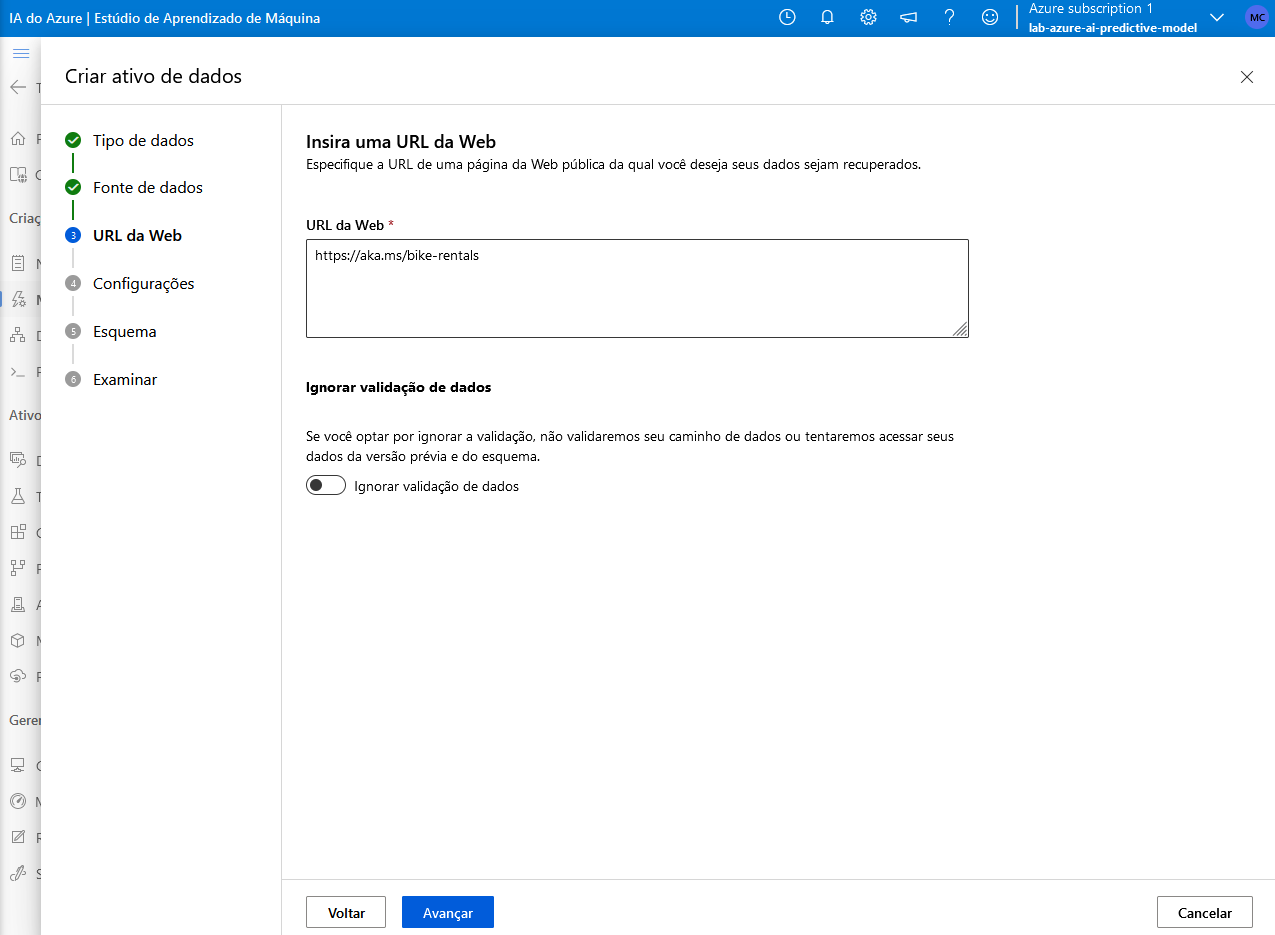 IA do Azure | Estúdio de Aprendizado de Máquina
Azure subscription 1
lab-azure-ai-predictive-model
MC
Criar ativo de dados
Tipo de dados
Fonte de dados
3 URL da Web
4 Configurações
5 Esquema
6 Examinar
Insira uma URL da Web
Especifique a URL de uma página da Web pública da qual você deseja seus dados sejam recuperados.
URL da Web *
https://aka.ms/bike-rentals
Ignorar validação de dados
Se você optar por ignorar a validação, não validaremos seu caminho de dados ou tentaremos acessar seus
dados da versão prévia e do esquema.
Ignorar validação de dados
Voltar
Avançar
Cancelar